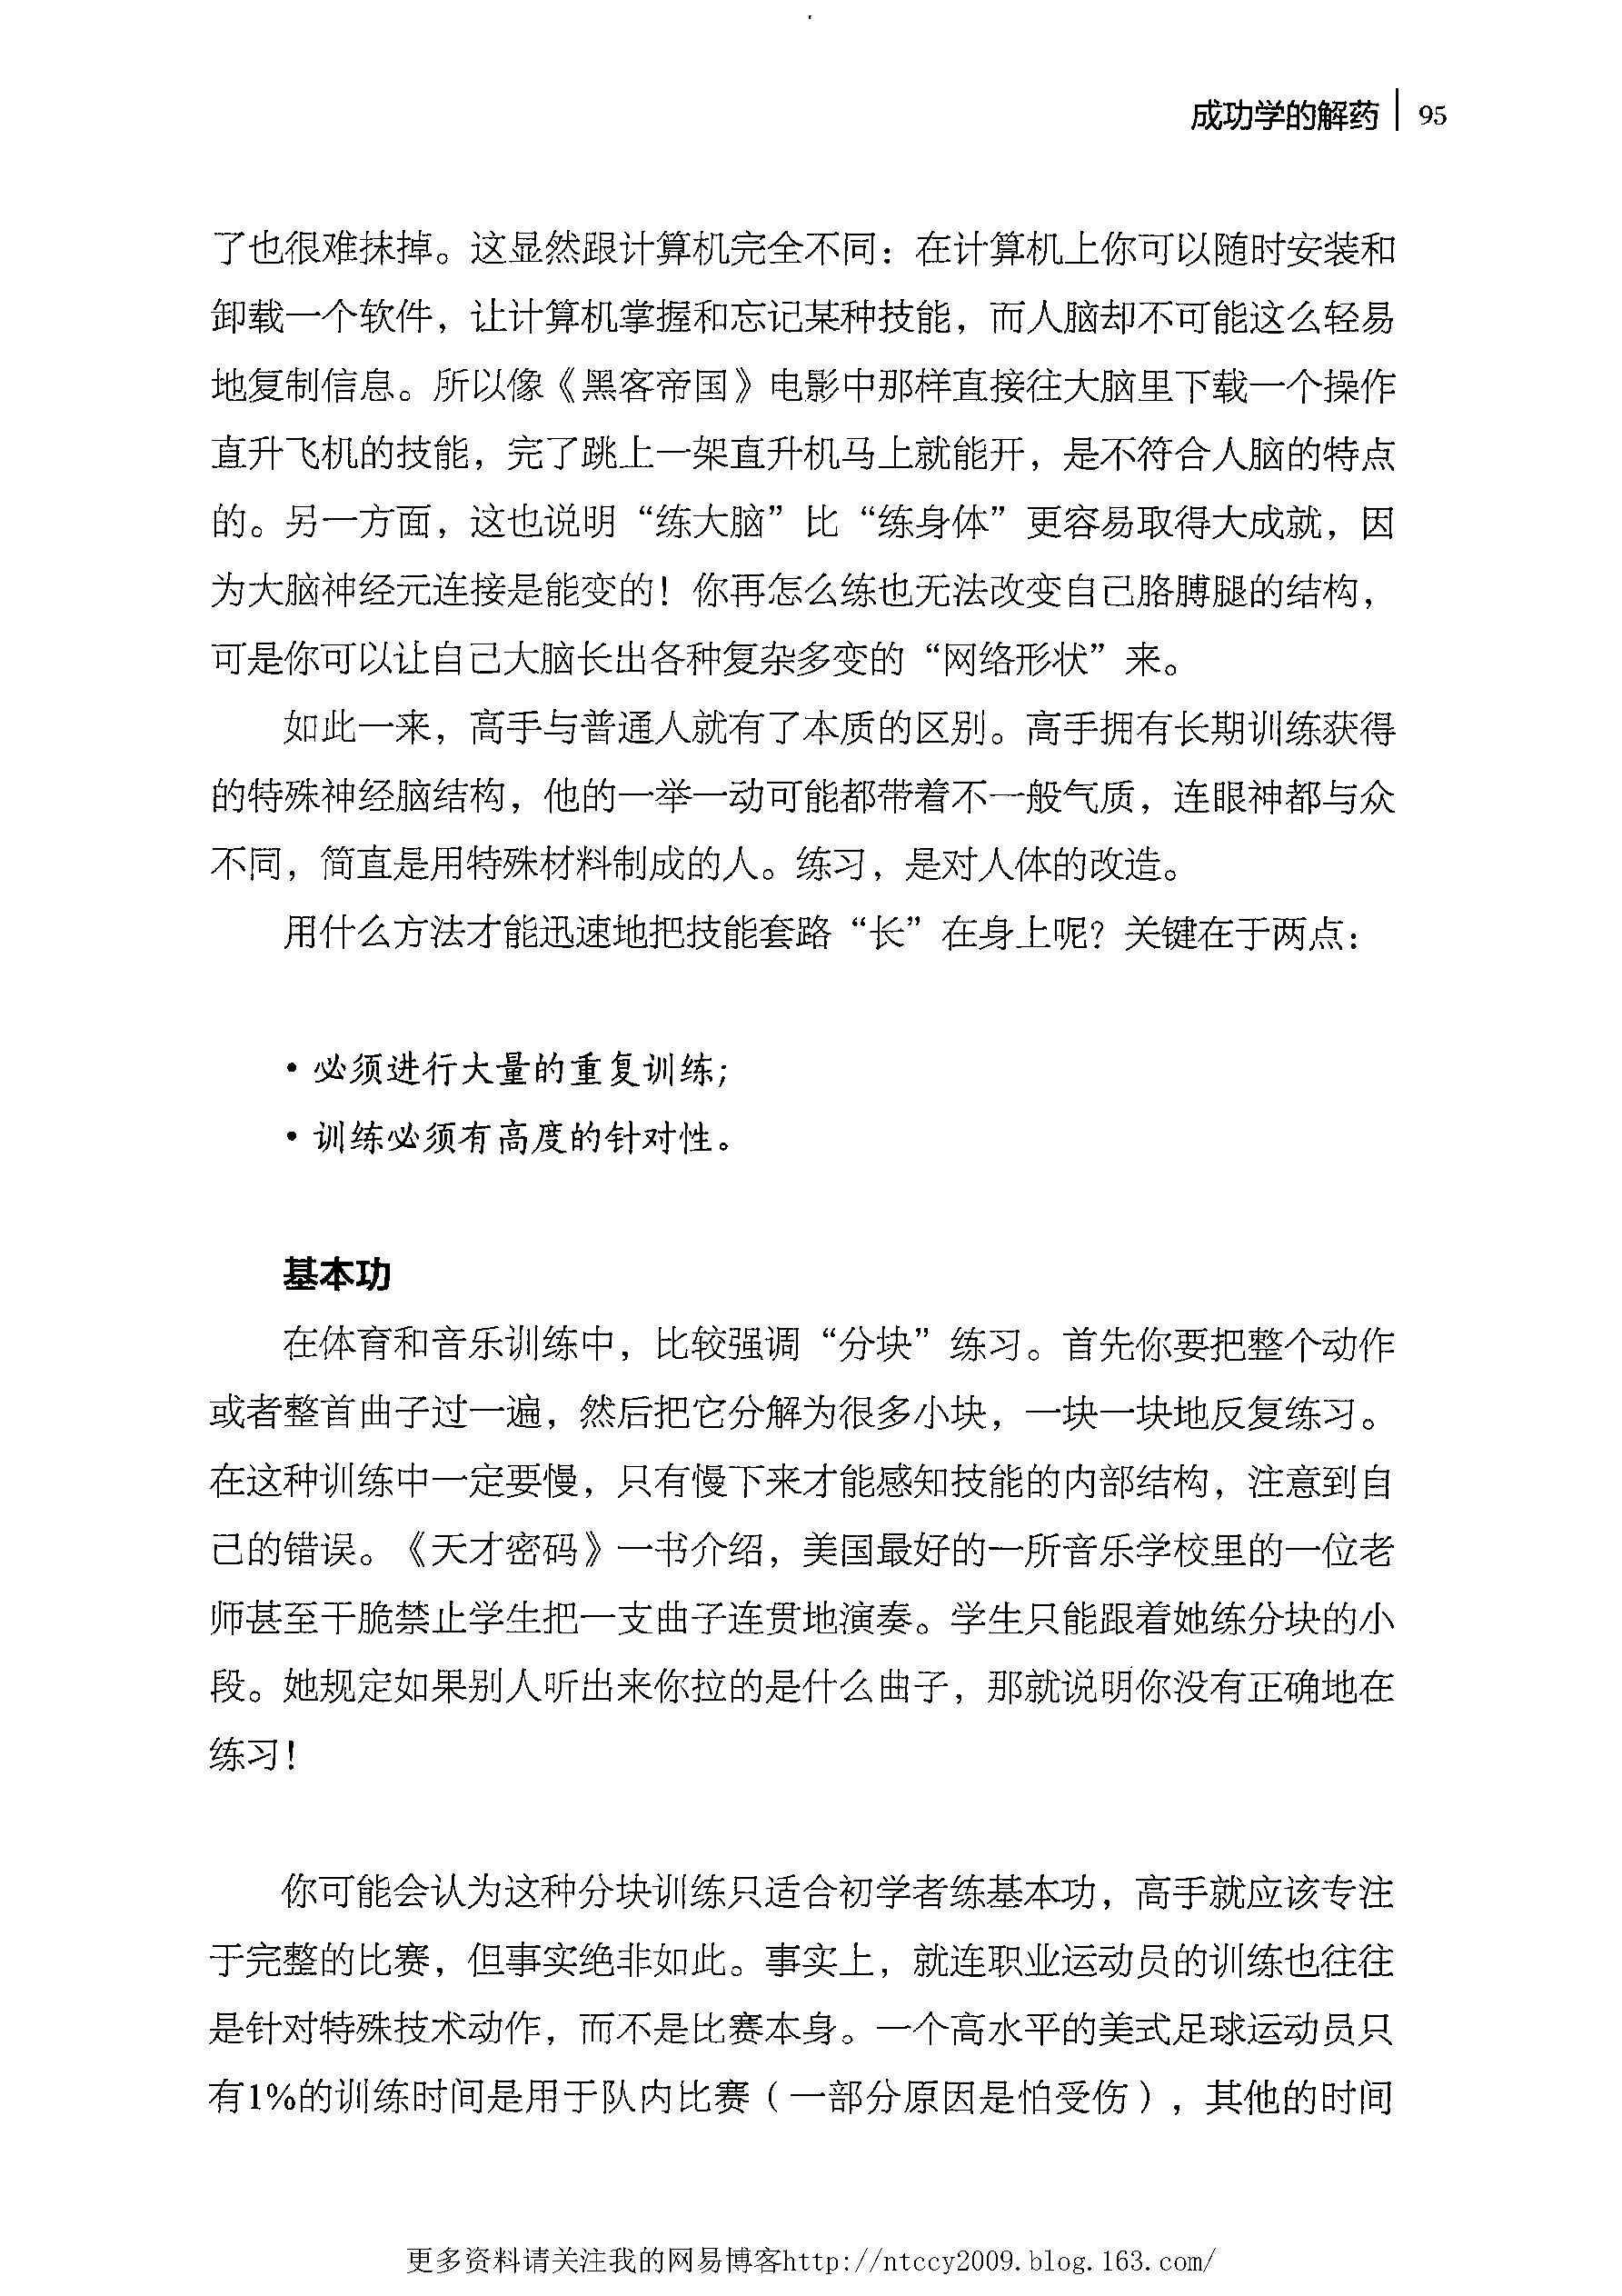 成功学的解药 | 95
了也很难抹掉。这显然跟计算机完全不同：在计算机上你可以随时安装和
卸载一个软件，让计算机掌握和忘记某种技能，而人脑却不可能这么轻易
地复制信息。所以像《黑客帝国》电影中那样直接往大脑里下载一个操作
直升飞机的技能，完了跳上一架直升机马上就能开，是不符合人脑的特点
的。另一方面，这也说明“练大脑”比“练身体”更容易取得大成就，因
为大脑神经元连接是能变的！你再怎么练也无法改变自己胳膊腿的结构，
可是你可以让自己大脑长出各种复杂多变的“网络形状”来。
如此一来，高手与普通人就有了本质的区别。高手拥有长期训练获得
的特殊神经脑结构，他的一举一动可能都带着不一般气质，连眼神都与众
不同，简直是用特殊材料制成的人。练习，是对人体的改造。
用什么方法才能迅速地把技能套路“长”在身上呢？关键在于两点：
• 必须进行大量的重复训练；
• 训练必须有高度的针对性。
基本功
在体育和音乐训练中，比较强调“分块”练习。首先你要把整个动作
或者整首曲子过一遍，然后把它分解为很多小块，一块一块地反复练习。
在这种训练中一定要慢，只有慢下来才能感知技能的内部结构，注意到自
己的错误。《天才密码》一书介绍，美国最好的一所音乐学校里的一位老
师甚至干脆禁止学生把一支曲子连贯地演奏。学生只能跟着她练分块的小
段。她规定如果别人听出来你拉的是什么曲子，那就说明你没有正确地在
练习！
你可能会认为这种分块训练只适合初学者练基本功，高手就应该专注
于完整的比赛，但事实绝非如此。事实上，就连职业运动员的训练也往往
是针对特殊技术动作，而不是比赛本身。一个高水平的美式足球运动员只
有1%的训练时间是用于队内比赛（一部分原因是怕受伤），其他的时间
更多资料请关注我的网易博客http://ntccy2009.blog.163.com/